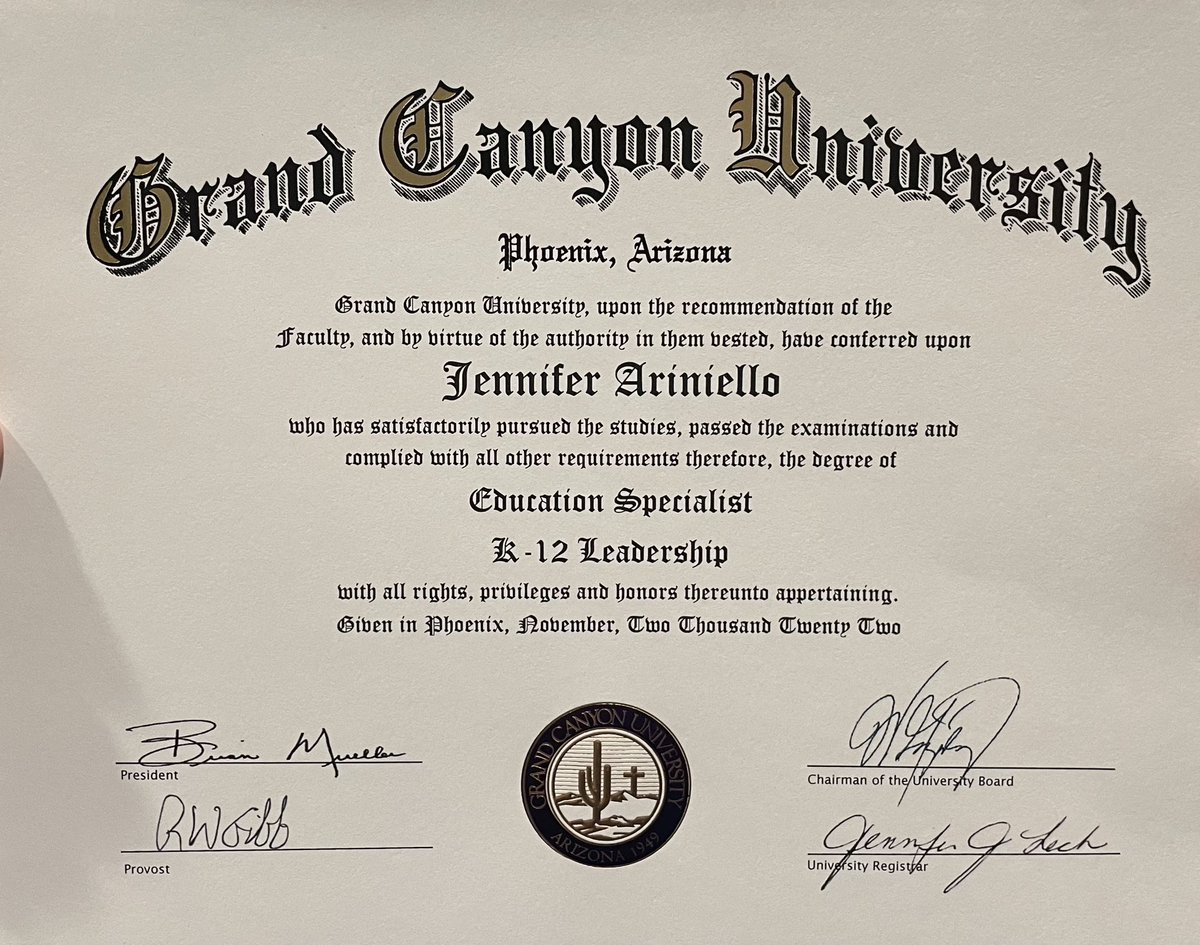 Grand Canyon University
Phoenix, Arizona
Grand Canyon University, upon the recommendation of the
Faculty, and by virtue of the authority in them vested, have conferred upon
Jennifer Ariniello
who has satisfactorily pursued the studies, passed the examinations and
complied with all other requirements therefore, the degree of
Education Specialist
K-12 Leadership
with all rights, privileges and honors thereunto appertaining.
Given in Phoenix, November, Two Thousand Twenty Two
Brian Mueller
President
Chairman of the University Board
GRAND CANYON UNIVERSITY
ARIZONA 1949
Provost
Jennifer J Lech
University Registrar